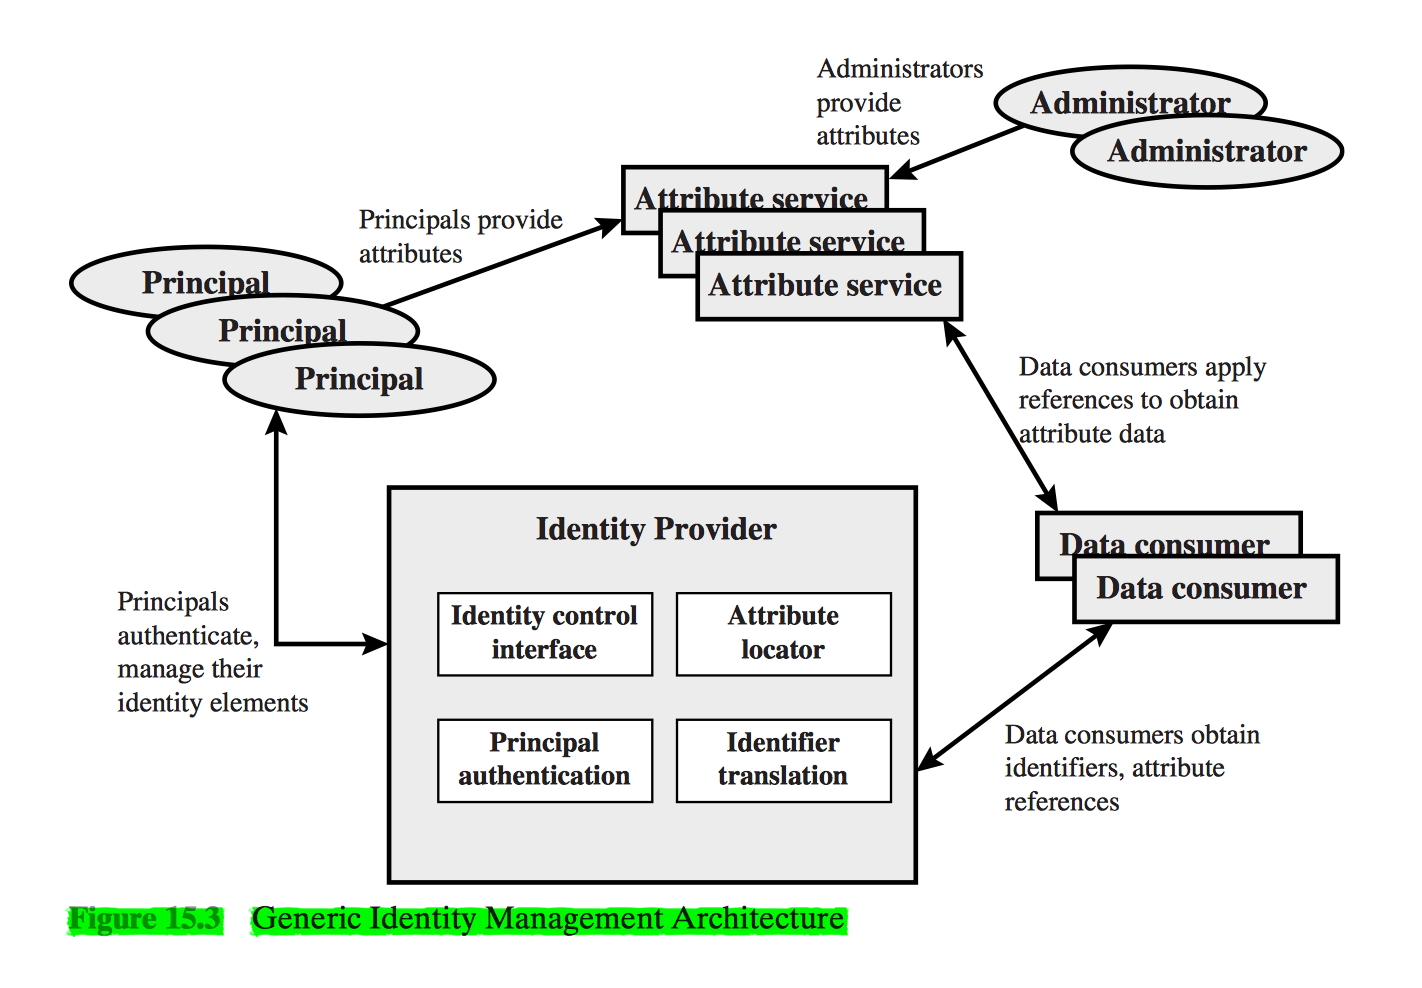 Administrators
provide
attributes
Administrator
Administrator
Attribute service
Attribute service
Attribute service
Principals provide
attributes
Principal
Principal
Principal
Data consumers apply
references to obtain
attribute data
Identity Provider
Identity control
interface
Attribute
locator
Principal
authentication
Identifier
translation
Data consumer
Data consumer
Principals
authenticate,
manage their
identity elements
Data consumers obtain
identifiers, attribute
references
Figure 15.3 Generic Identity Management Architecture